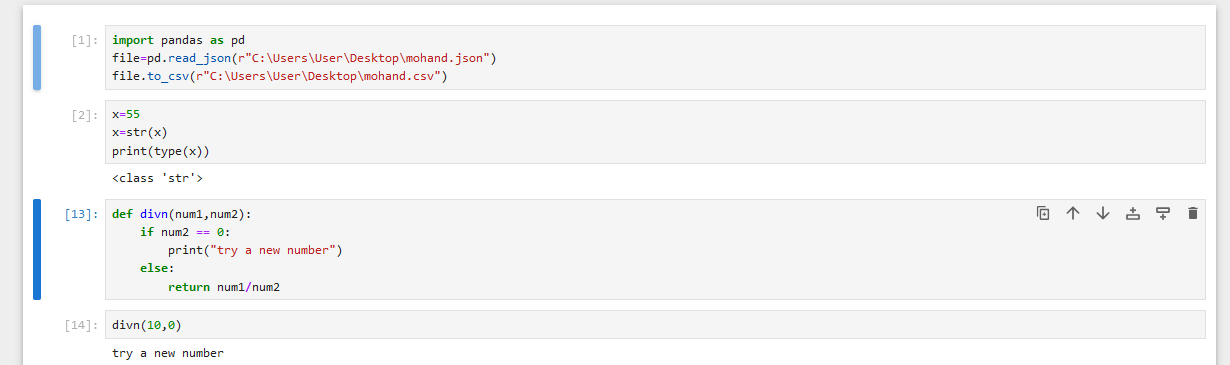 [1]: import pandas as pd
file=pd.read_json(r"C:\Users\User\Desktop\mohand.json")
file.to_csv(r"C:\Users\User\Desktop\mohand.csv")
[2]: x=55
x=str(x)
print(type(x))
<class 'str'>
[13]: def divn(num1,num2):
    if num2 == 0:
        print("try a new number")
    else:
        return num1/num2
[14]: divn(10,0)
try a new number